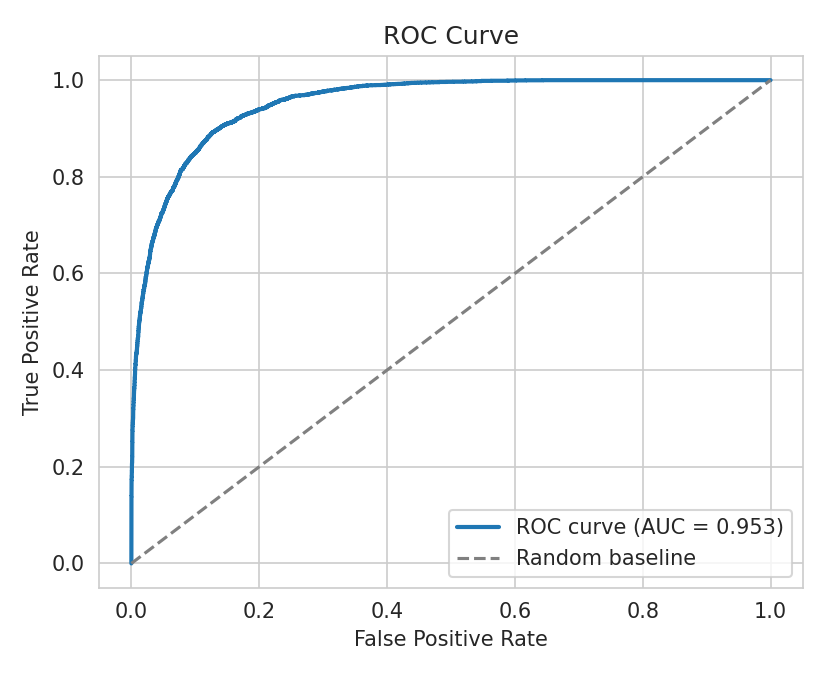 ROC Curve
True Positive Rate
1.0
0.8
0.6
0.4
0.2
0.0
ROC curve (AUC = 0.953)
Random baseline
0.0 0.2 0.4 0.6 0.8 1.0
False Positive Rate